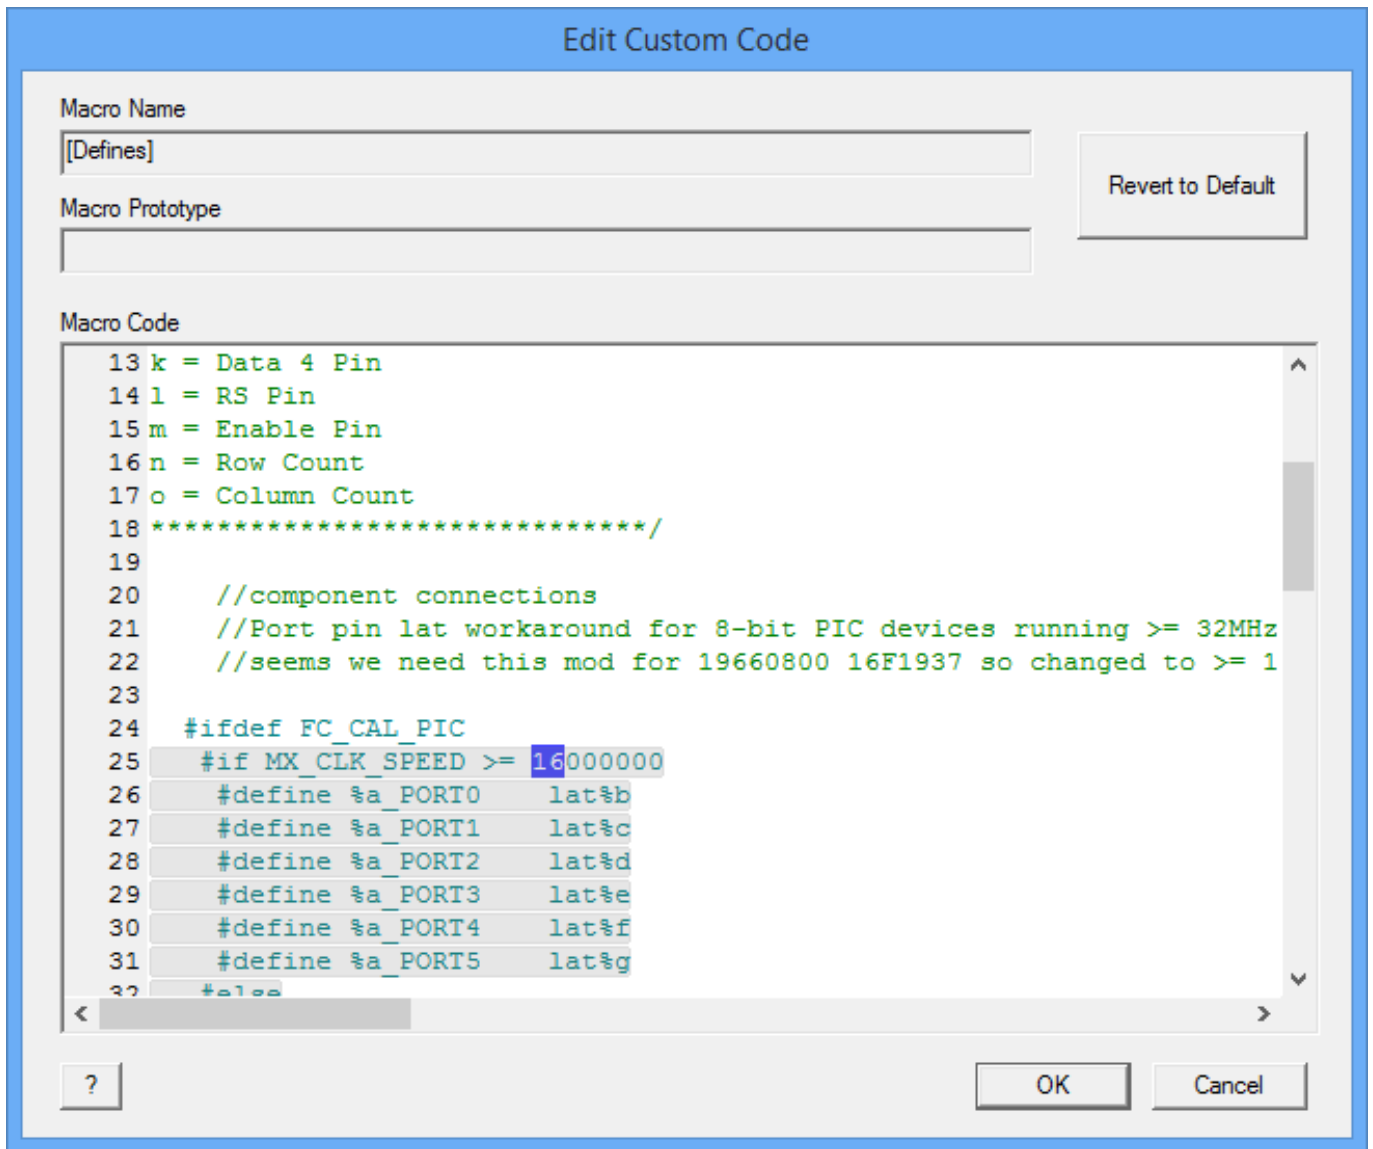 Edit Custom Code
Macro Name
[Defines]
Revert to Default
Macro Prototype
Macro Code
13 k = Data 4 Pin
14 l = RS Pin
15 m = Enable Pin
16 n = Row Count
17 o = Column Count
18 ******************************/
19
20 //component connections
21 //Port pin lat workaround for 8-bit PIC devices running >= 32MHz
22 //seems we need this mod for 19660800 16F1937 so changed to >= 1
23
24 #ifdef FC_CAL_PIC
25 #if MX_CLK_SPEED >= 16000000
26 #define %a_PORT0 lat%b
27 #define %a_PORT1 lat%c
28 #define %a_PORT2 lat%d
29 #define %a_PORT3 lat%e
30 #define %a_PORT4 lat%f
31 #define %a_PORT5 lat%g
32 #else
?
OK
Cancel